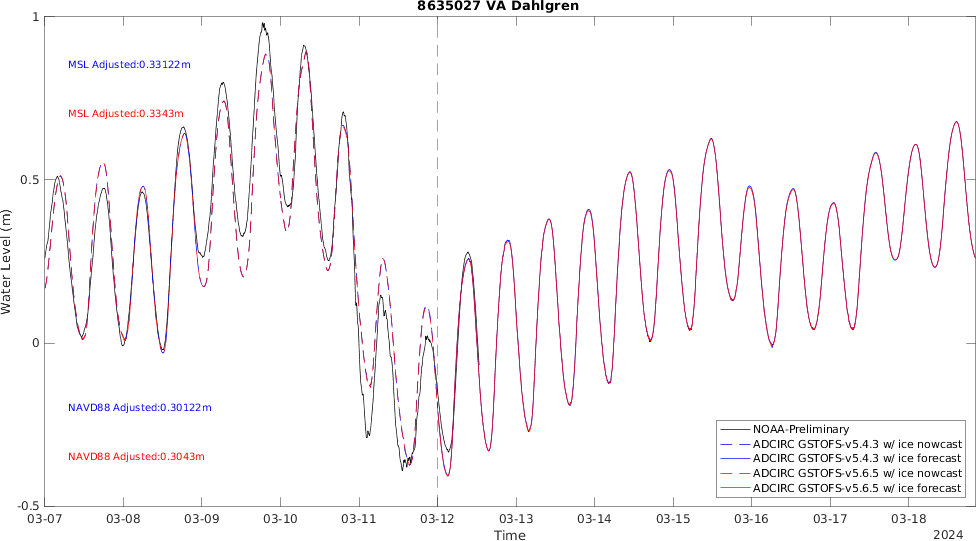 8635027 VA Dahlgren
Water Level (m)
1
0.5
0
-0.5
MSL Adjusted:0.33122m
MSL Adjusted:0.3343m
NAVD88 Adjusted:0.30122m
NAVD88 Adjusted:0.3043m
NOAA-Preliminary
ADCIRC GSTOFS-v5.4.3 w/ ice nowcast
ADCIRC GSTOFS-v5.4.3 w/ ice forecast
ADCIRC GSTOFS-v5.6.5 w/ ice nowcast
ADCIRC GSTOFS-v5.6.5 w/ ice forecast
03-07 03-08 03-09 03-10 03-11 03-12 03-13 03-14 03-15 03-16 03-17 03-18
Time
2024